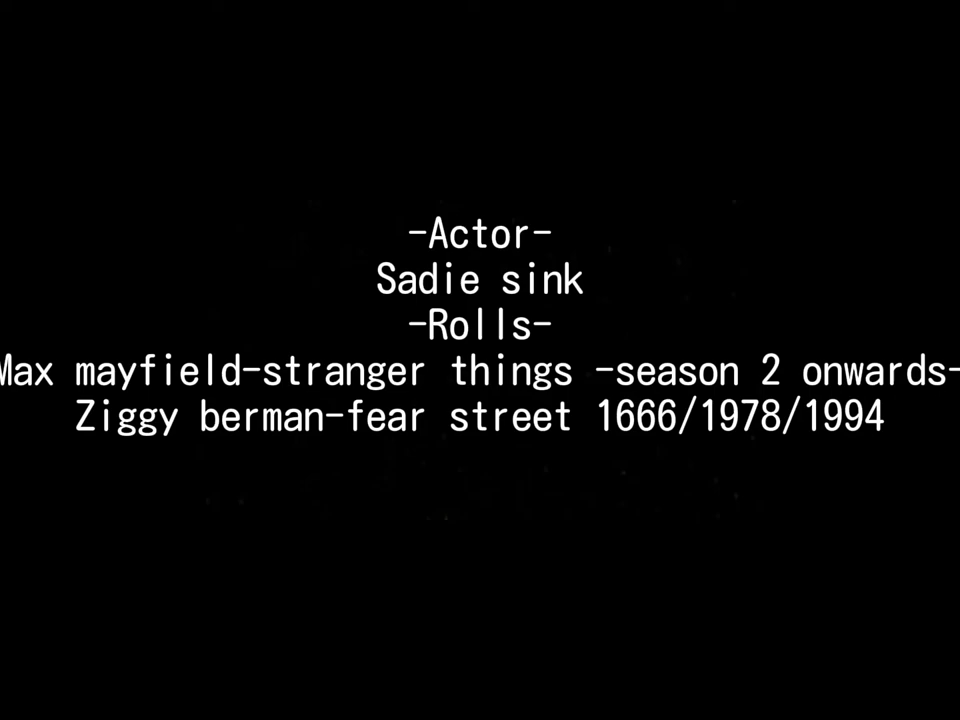 -Actor-
Sadie sink
-Rolls-
Max mayfield-stranger things -season 2 onwards-
Ziggy berman-fear street 1666/1978/1994